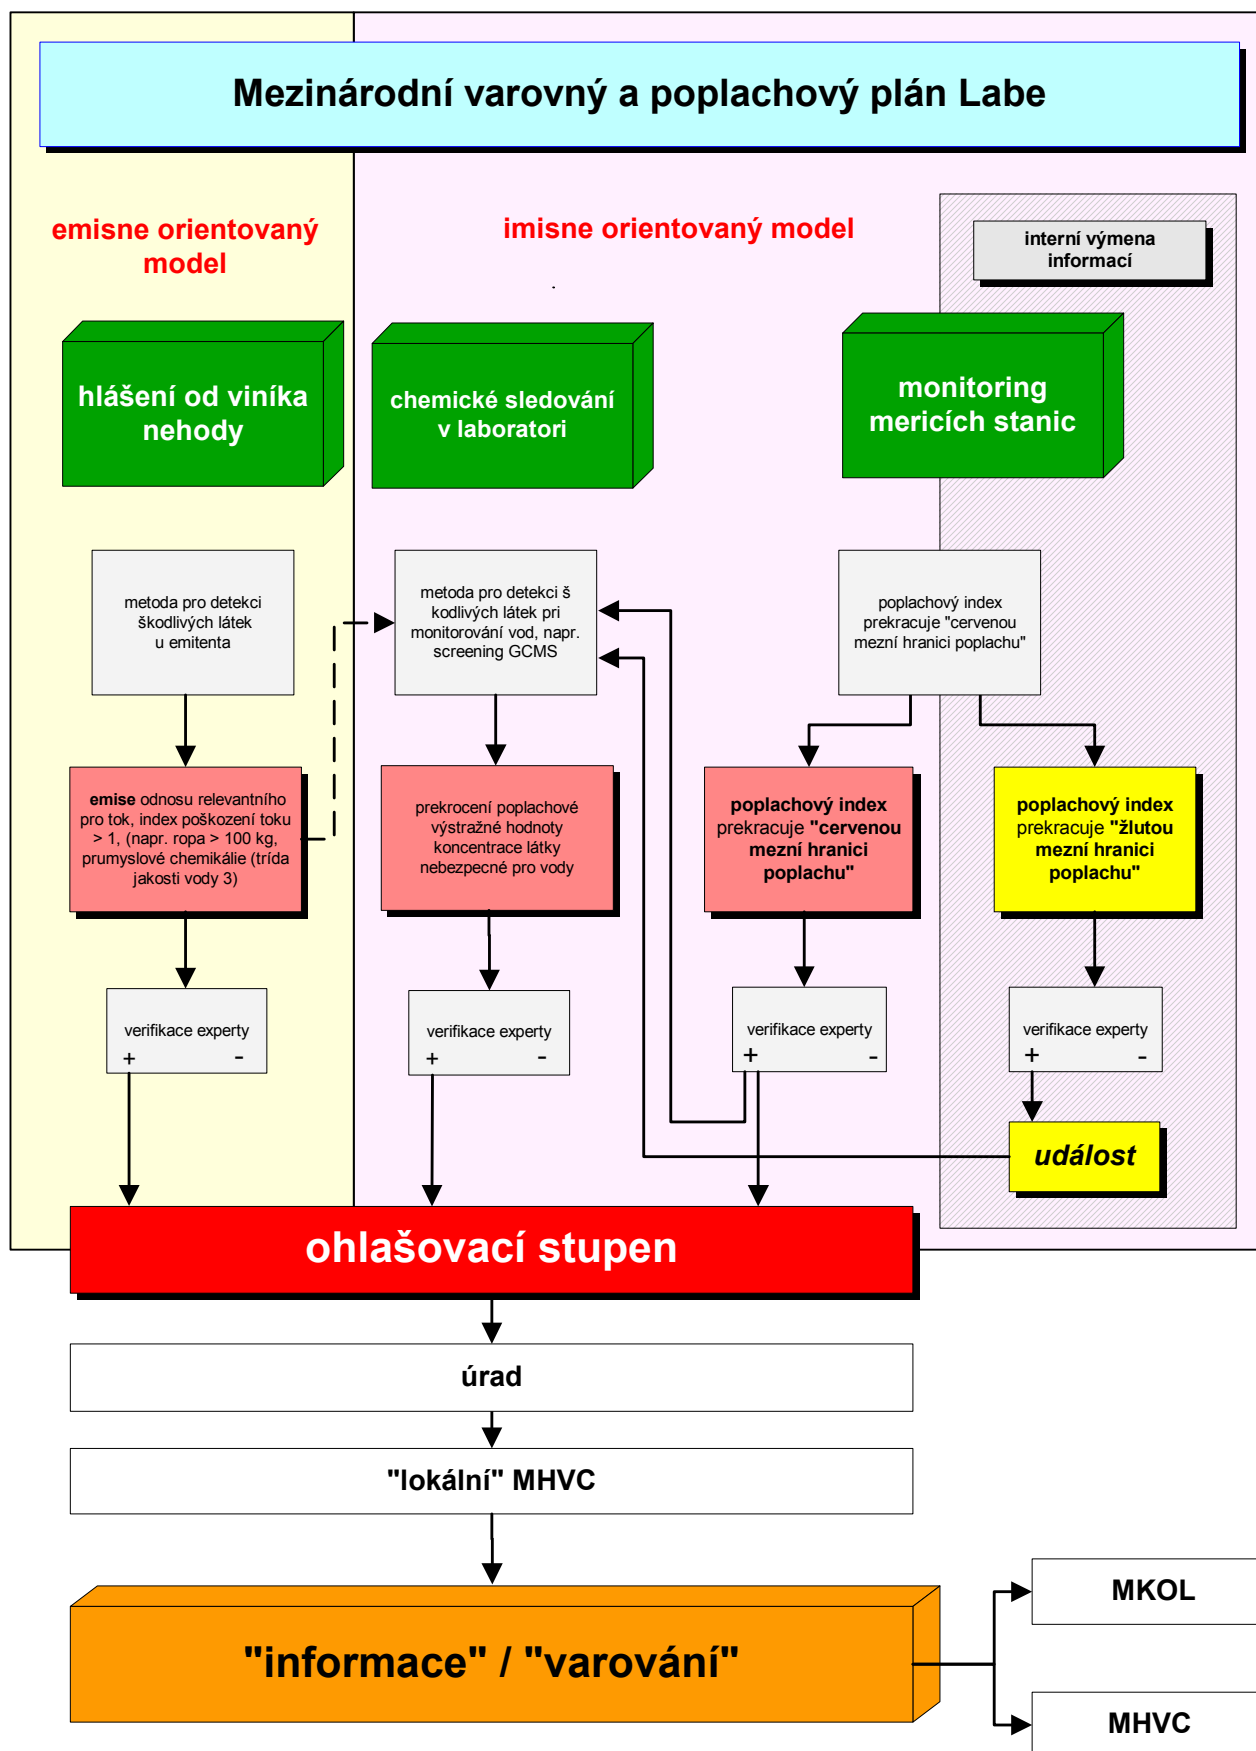 Mezinárodní varovný a poplachový plán Labe
emisne orientovaný
model
imisne orientovaný model
interní výmena
informací
hlášení od viníka
nehody
chemické sledování
v laboratori
monitoring
mericích stanic
metoda pro detekci
škodlivých látek
u emitenta
metoda pro detekci š
kodlivých látek pri
monitorování vod, napr.
screening GCMS
poplachový index
prekracuje "cervenou
mezní hranici poplachu"
emise odnosu relevantního
pro tok, index poškození toku
> 1, (napr. ropa > 100 kg,
prumyslové chemikálie (trída
jakosti vody 3)
prekrocení poplachové
výstražné hodnoty
koncentrace látky
nebezpecné pro vody
poplachový index
prekracuje "cervenou
mezní hranici
poplachu"
poplachový index
prekracuje "žlutou
mezní hranici
poplachu"
verifikace experty
+ -
verifikace experty
+ -
verifikace experty
+ -
verifikace experty
+ -
událost
ohlašovací stupen
úrad
"lokální" MHVC
"informace" / "varování"
MKOL
MHVC